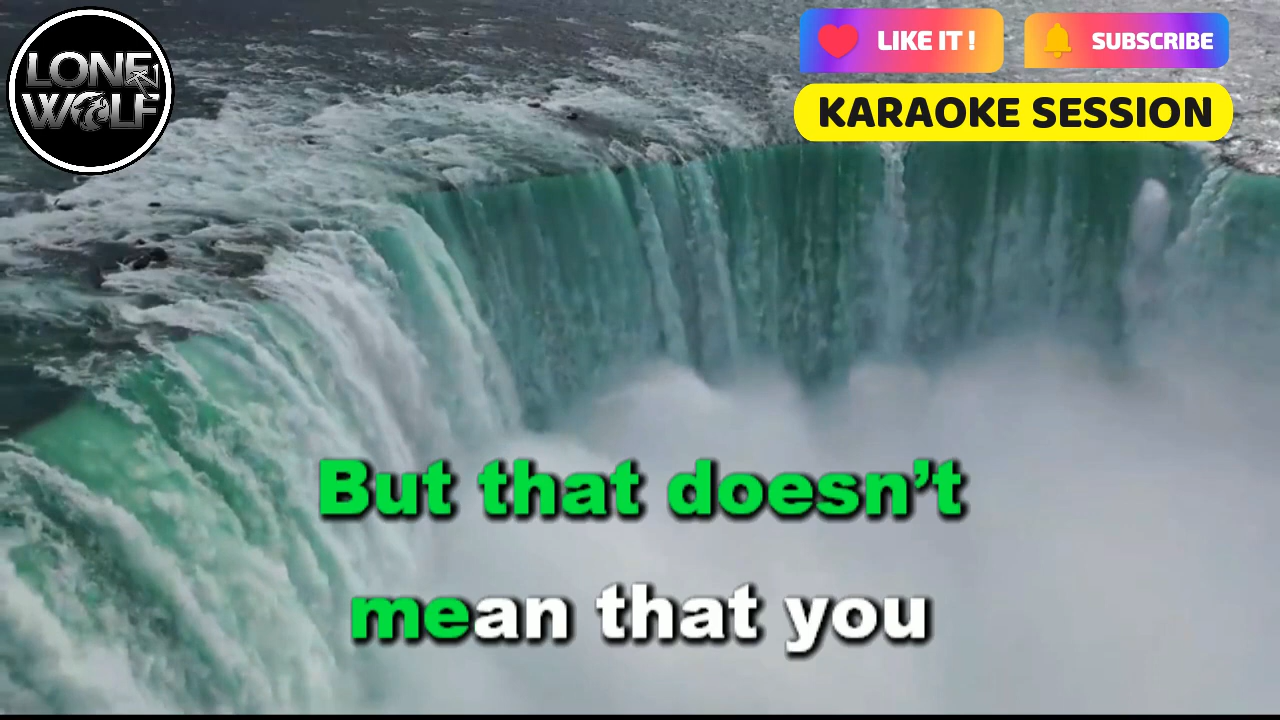 LONE
WOLF
LIKE IT !
SUBSCRIBE
KARAOKE SESSION
But that doesn’t
mean that you